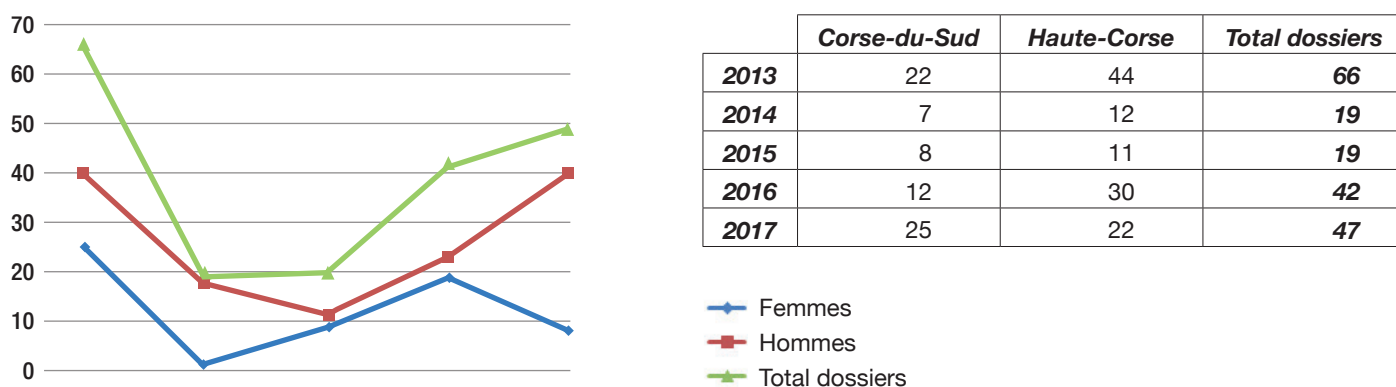 70
60
50
40
30
20
10
0
Corse-du-Sud Haute-Corse Total dossiers
2013 22 44 66
2014 7 12 19
2015 8 11 19
2016 12 30 42
2017 25 22 47
Femmes
Hommes
Total dossiers